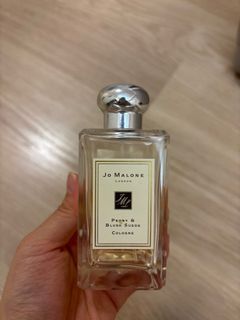 JO MALONE
LONDON
PEONY &
BLUSH SUEDE
COLOGNE